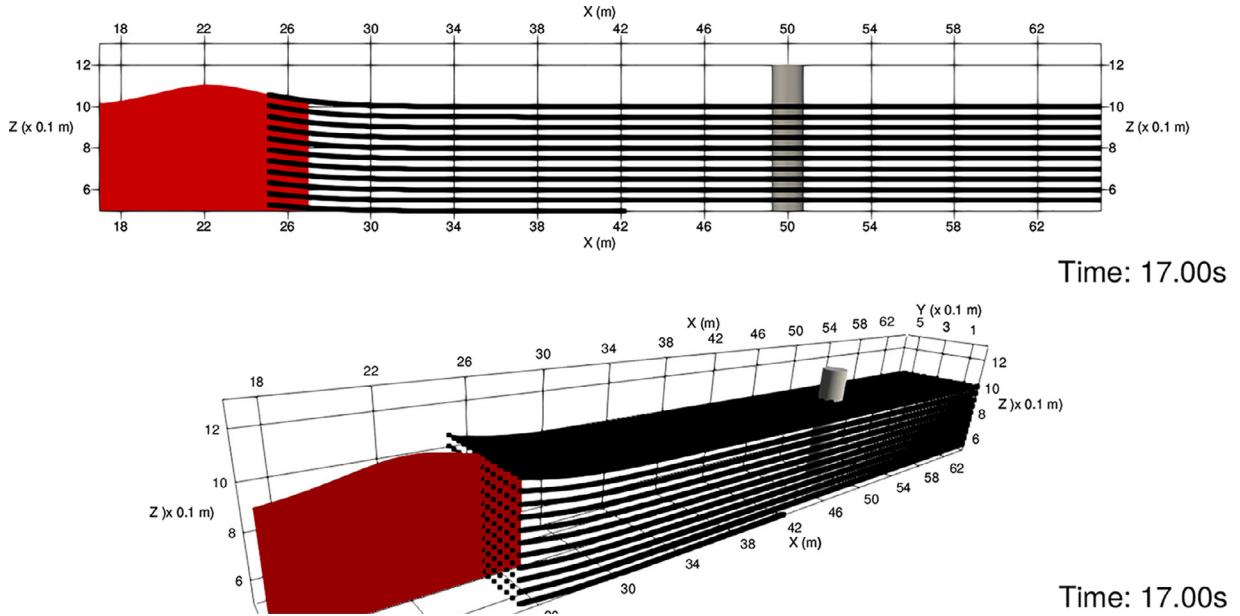 X (m)
18 22 26 30 34 38 42 46 50 54 58 62
12 12
10 10
Z (x 0.1 m) Z (x 0.1 m)
8 8
6 6
18 22 26 30 34 38 42 46 50 54 58 62
X (m)
Time: 17.00s
Y (x 0.1 m)
X (m) 42 46 50 54 58 62 5 3 1
18 22 26 30 34 38
12 12
10 10
Z )x 0.1 m) Z )x 0.1 m)
8 8
6 6
30 34 38 42 46 50 54 58 62
X (m)
Time: 17.00s